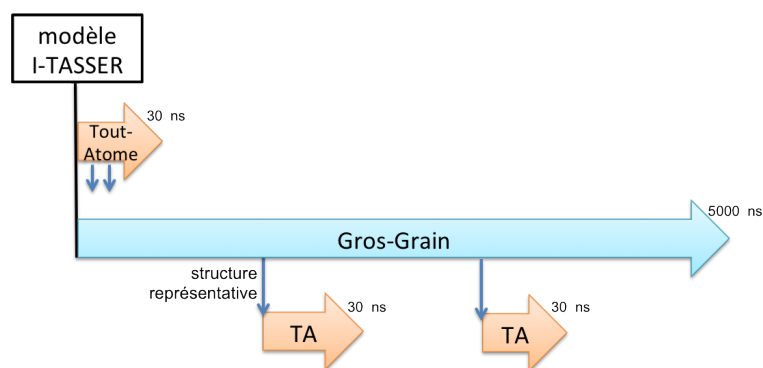 modèle
I-TASSER
30 ns
Tout-
Atome
5000 ns
Gros-Grain
structure
représentative
30 ns
TA
30 ns
TA